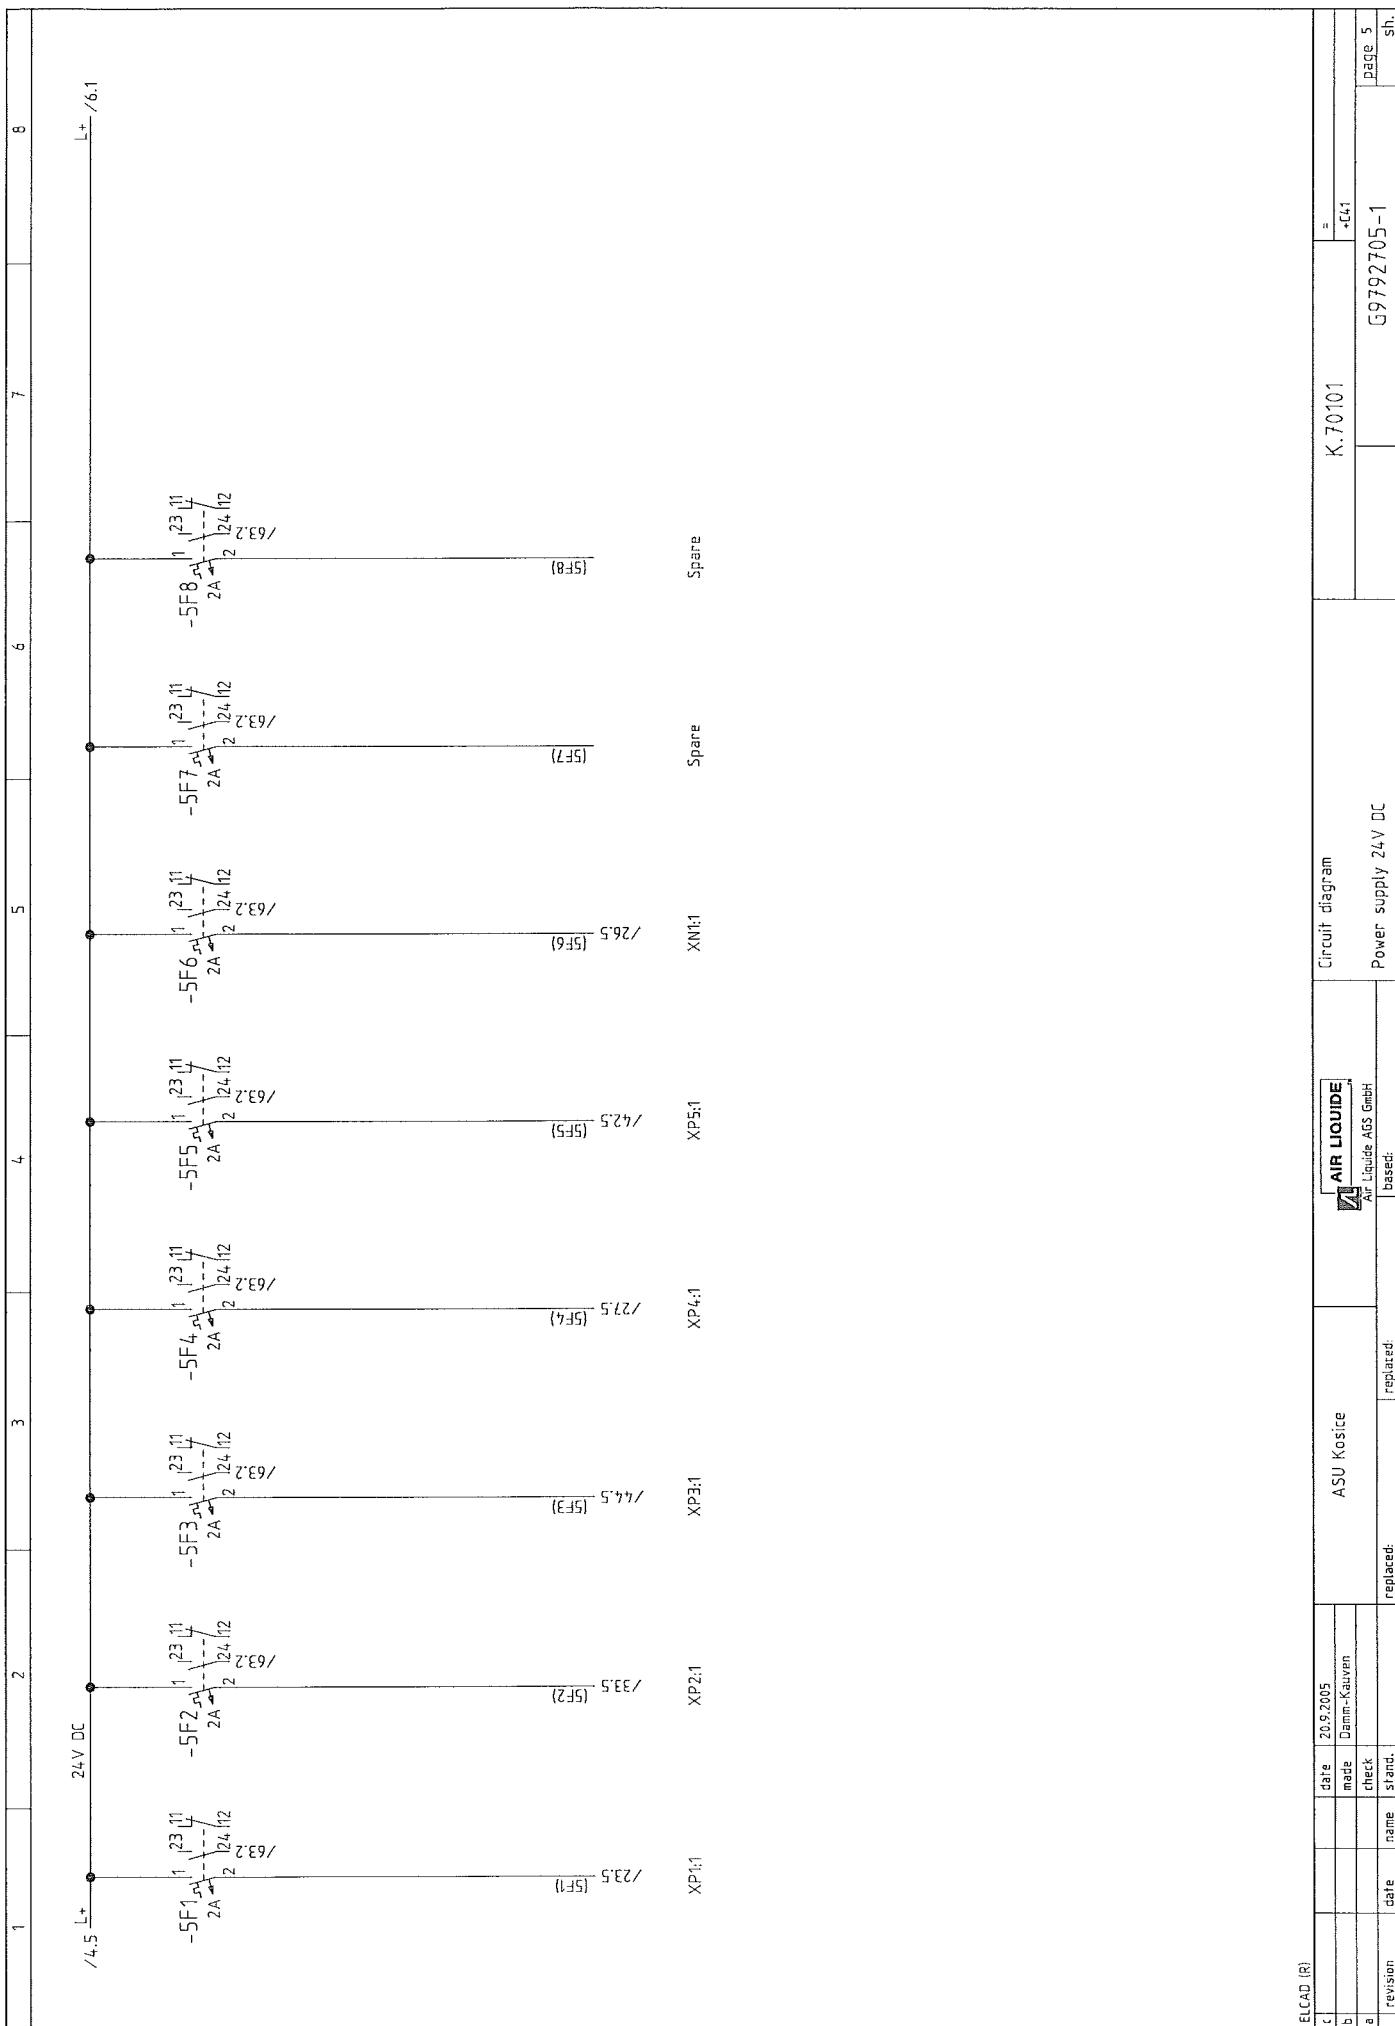 1 2 3 4 5 6 7 8
/4.5 L+ 24V DC L+ /6.1
-5F1 2A 1 2 23 24 11 12 /63.2
-5F2 2A 1 2 23 24 11 12 /63.2
-5F3 2A 1 2 23 24 11 12 /63.2
-5F4 2A 1 2 23 24 11 12 /63.2
-5F5 2A 1 2 23 24 11 12 /63.2
-5F6 2A 1 2 23 24 11 12 /63.2
-5F7 2A 1 2 23 24 11 12 /63.2
-5F8 2A 1 2 23 24 11 12 /63.2
(5F1) (5F2) (5F3) (5F4) (5F5) (5F6) (5F7) (5F8)
/23.5 /33.5 /44.5 /27.5 /42.5 /26.5
XP1:1 XP2:1 XP3:1 XP4:1 XP5:1 XN1:1 Spare Spare
ELCAD (R)
c date 20.9.2005
b made Damm-Kauven
a check
revision date name stand.
ASU Kosice
replaced: replaced: based:
AIR LIQUIDE
Air Liquide AGS GmbH
Circuit diagram
Power supply 24V DC
K.70101
=
+C41
G9792705-1
page 5
sh.